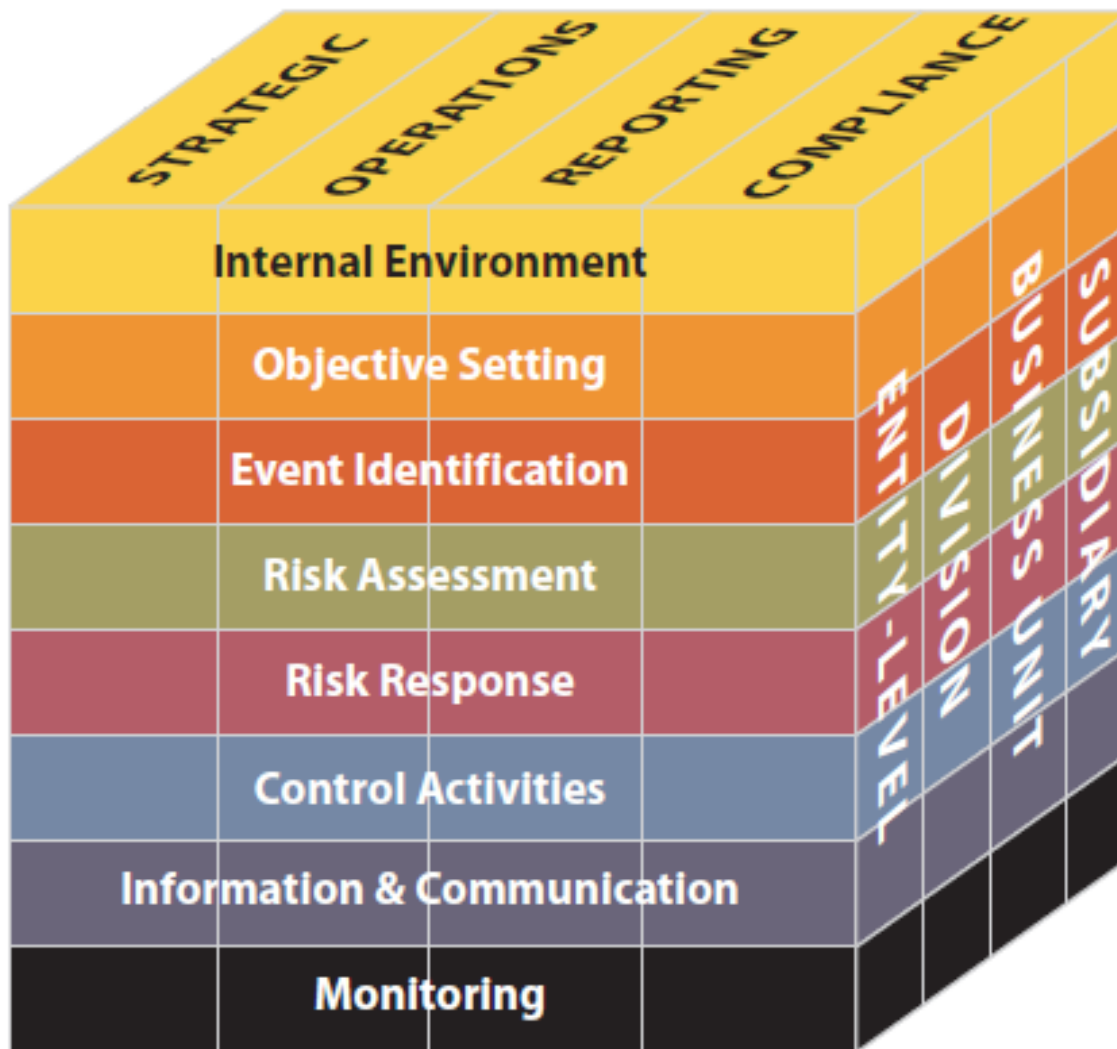 STRATEGIC
OPERATIONS
REPORTING
COMPLIANCE
Internal Environment
Objective Setting
Event Identification
Risk Assessment
Risk Response
Control Activities
Information & Communication
Monitoring
ENTITY-LEVEL
DIVISION
BUSINESS UNIT
SUBSIDIARY